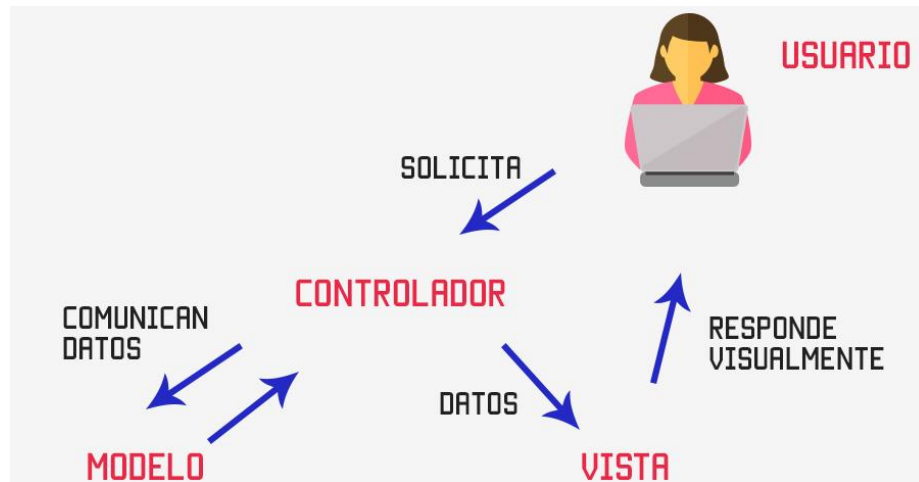 USUARIO
SOLICITA
CONTROLADOR
COMUNICAN
DATOS
RESPONDE
VISUALMENTE
DATOS
MODELO
VISTA